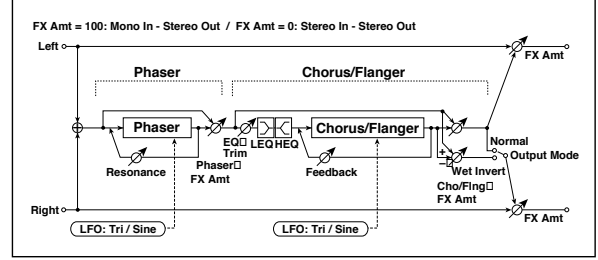 FX Amt = 100: Mono In - Stereo Out / FX Amt = 0: Stereo In - Stereo Out
Left
FX Amt
Phaser
Chorus/Flanger
Phaser
EQ□
Trim
LEQ
HEQ
Chorus/Flanger
Normal
Output Mode
Resonance
Phaser□
FX Amt
Feedback
+
−
Wet Invert
Cho/Flng□
FX Amt
Right
FX Amt
LFO: Tri / Sine
LFO: Tri / Sine